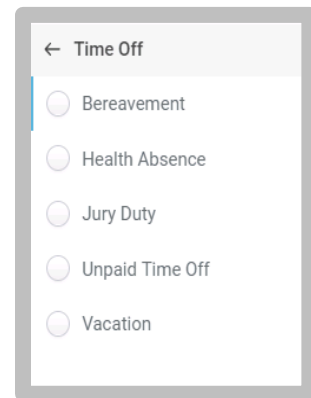 ← Time Off
Bereavement
Health Absence
Jury Duty
Unpaid Time Off
Vacation